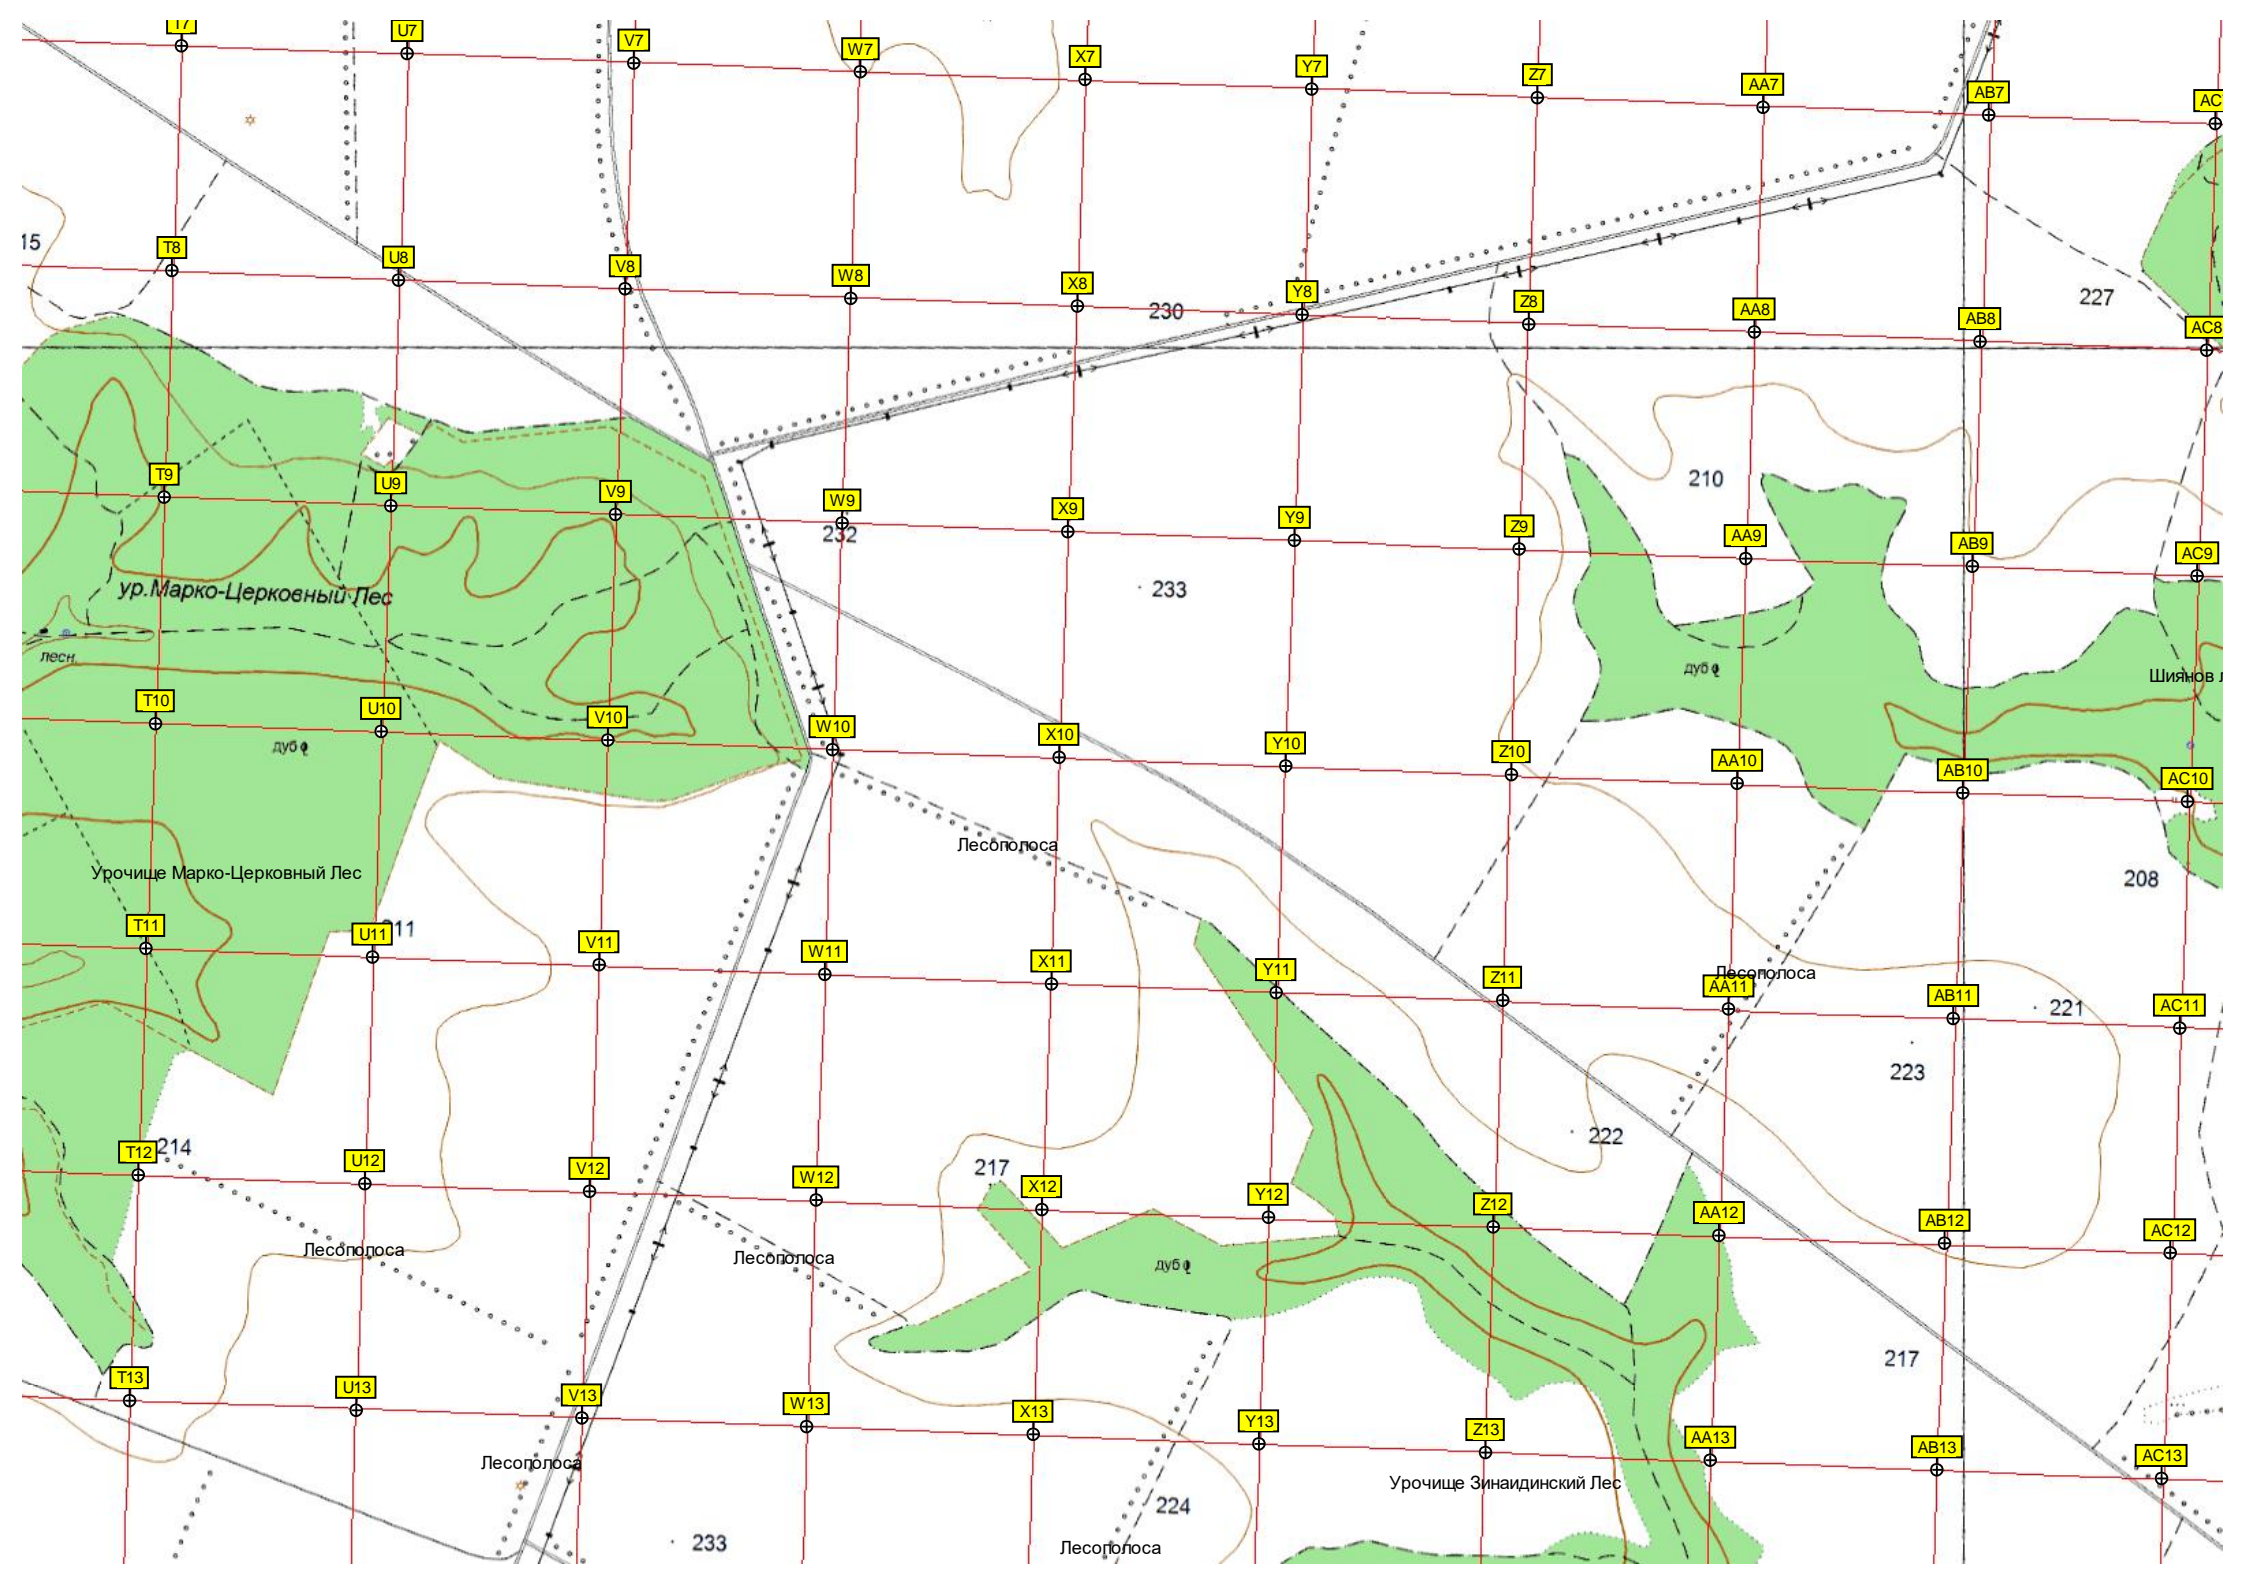 T7 U7 V7 W7 X7 Y7 Z7 AA7 AB7 AC
15 T8 U8 V8 W8 X8 230 Y8 Z8 AA8 AB8 227 AC8
T9 U9 V9 W9 X9 Y9 Z9 210 AA9 AB9 AC9
232
ур.Марко-Церковный Лес 233
лесн. дуб Шиянов
T10 U10 V10 W10 X10 Y10 Z10 AA10 AB10 AC10
дуб
Лесополоса
Урочище Марко-Церковный Лес 208
T11 U11 211 V11 W11 X11 Y11 Z11 AA11 AB11 AC11
Лесополоса
221
223
222
T12 214 U12 V12 W12 217 X12 Y12 Z12 AA12 AB12 AC12
Лесополоса Лесополоса дуб
217
T13 U13 V13 W13 X13 Y13 Z13 AA13 AB13 AC13
Лесополоса Урочище Зинаидинский Лес
224
233 Лесополоса